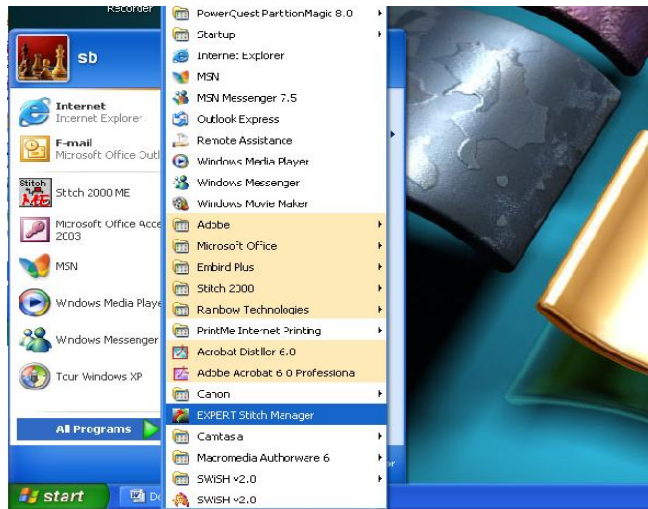 Recorder
sb
Internet
Internet Explorer
E-mail
Microsoft Office Outl
Stitch
ME
Stitch 2000 ME
Microsoft Office Acce
2003
MSN
Windows Media Playe
Windows Messenger
Tour Windows XP
All Programs
start
Do
PowerQuest PartitionMagic 8.0
Startup
Internet Explorer
MSN
MSN Messenger 7.5
Outlook Express
Remote Assistance
Windows Media Player
Windows Messenger
Windows Movie Maker
Adobe
Microsoft Office
Embird Plus
Stitch 2000
Rainbow Technologies
PrintMe Internet Printing
Acrobat Distiller 6.0
Adobe Acrobat 6.0 Professiona
Canon
EXPERT Stitch Manager
Camtasia
Macromedia Authorware 6
SWiSH v2.0
SWiSH v2.0